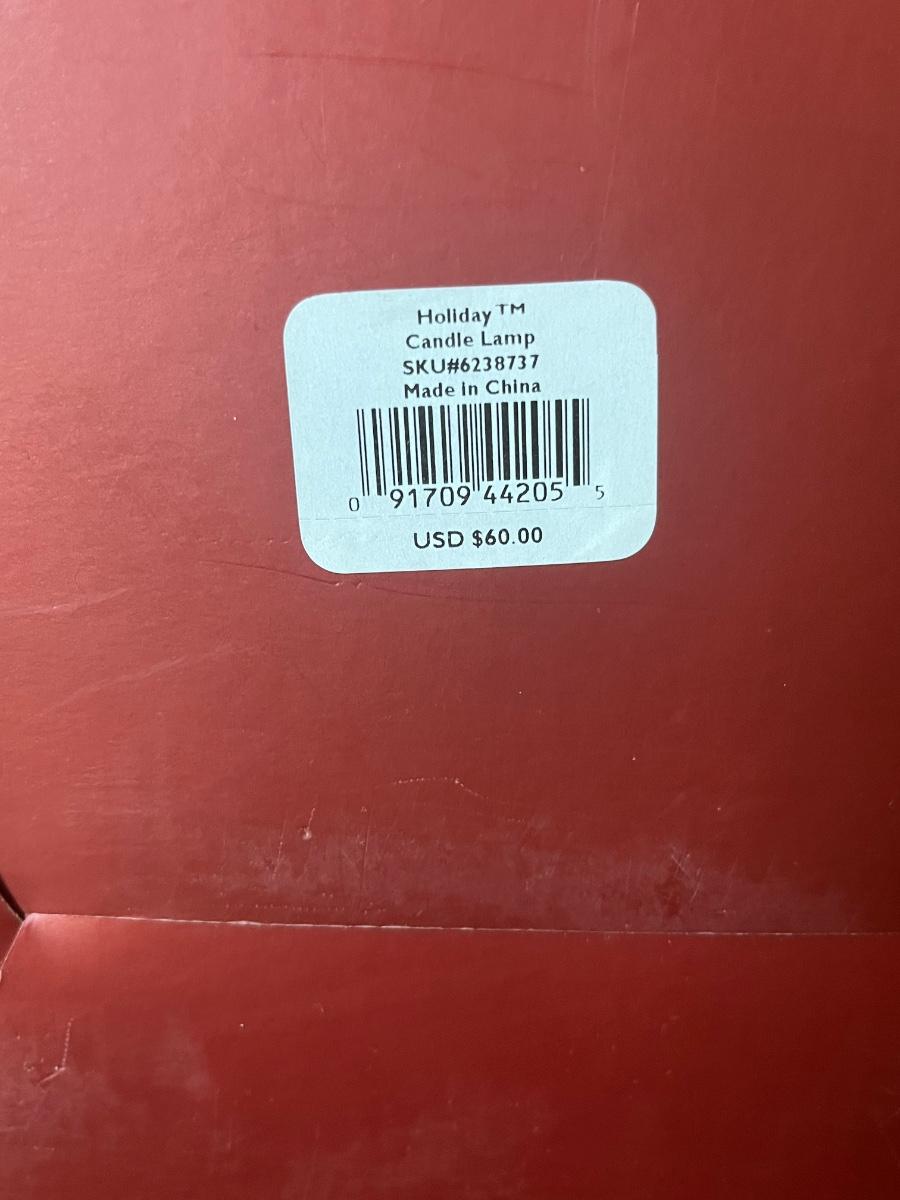 Holiday™
Candle Lamp
SKU#6238737
Made in China
0 91709 44205 5
USD $60.00